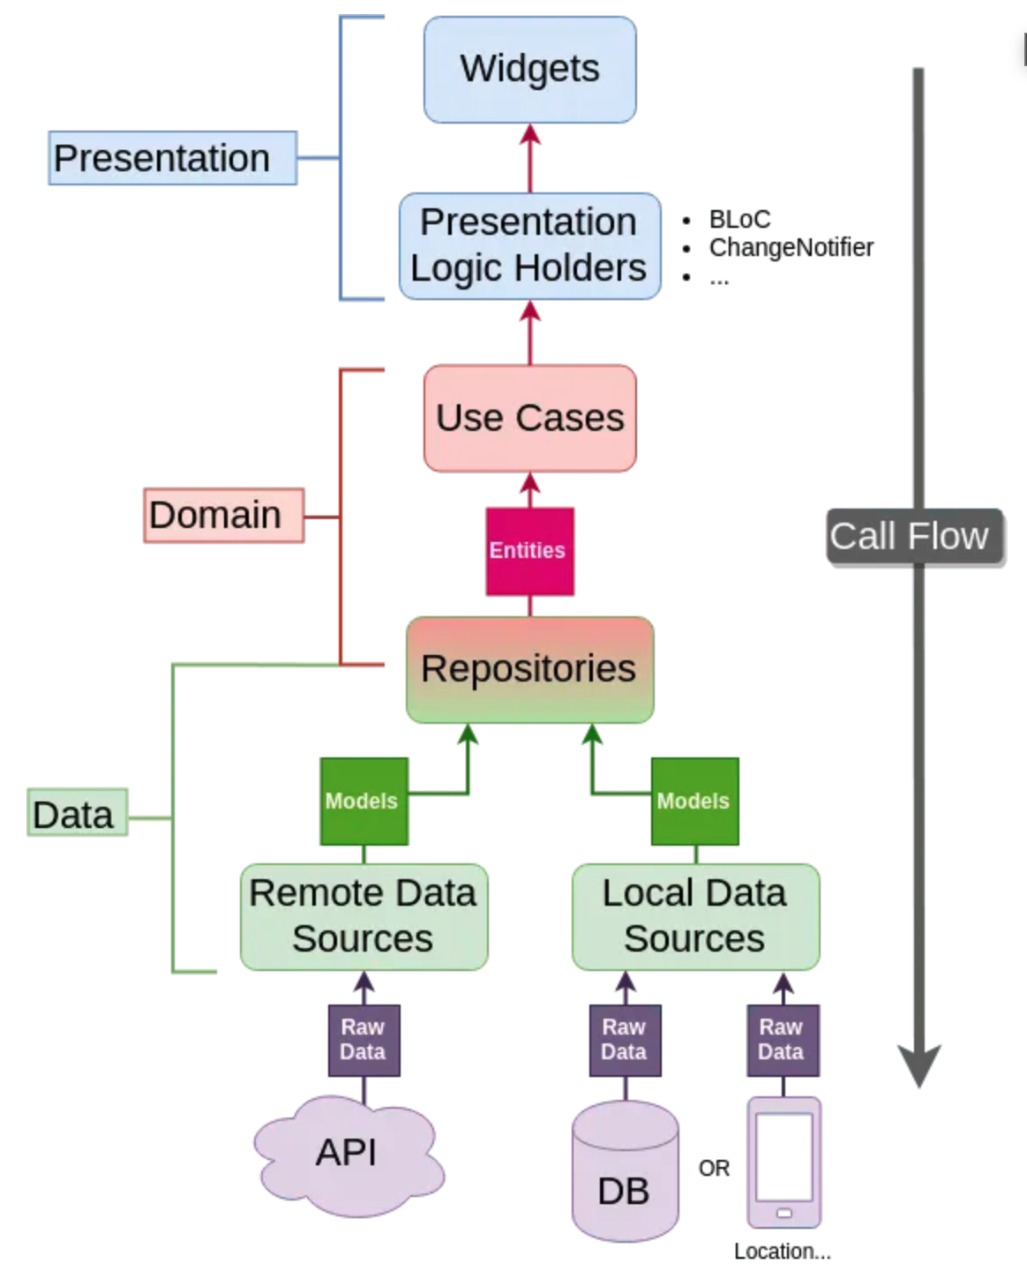 Widgets
Presentation
Presentation
Logic Holders
• BLoC
• ChangeNotifier
• ...
Use Cases
Domain
Entities
Call Flow
Repositories
Models
Models
Data
Remote Data
Sources
Local Data
Sources
Raw
Data
Raw
Data
Raw
Data
API
DB
OR
Location...